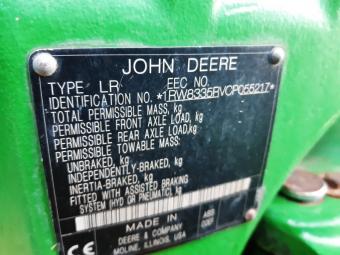 JOHN DEERE
TYPE LR EEC NO.
IDENTIFICATION NO. *1RW8335RVCP055217*
TOTAL PERMISSIBLE MASS, kg
PERMISSIBLE FRONT AXLE LOAD, kg
PERMISSIBLE REAR AXLE LOAD,kg
PERMISSIBLE MASS, kg
UNBRAKED, kg
INDEPENDENTLY-BRAKED, kg
INERTIA-BRAKED, kg
FITTED WITH ASSISTED BRAKING
SYSTEM (HYD OR PNEUMATIC), kg
MADE IN
DEERE & COMPANY
MOLINE, ILLINOIS, USA
CE